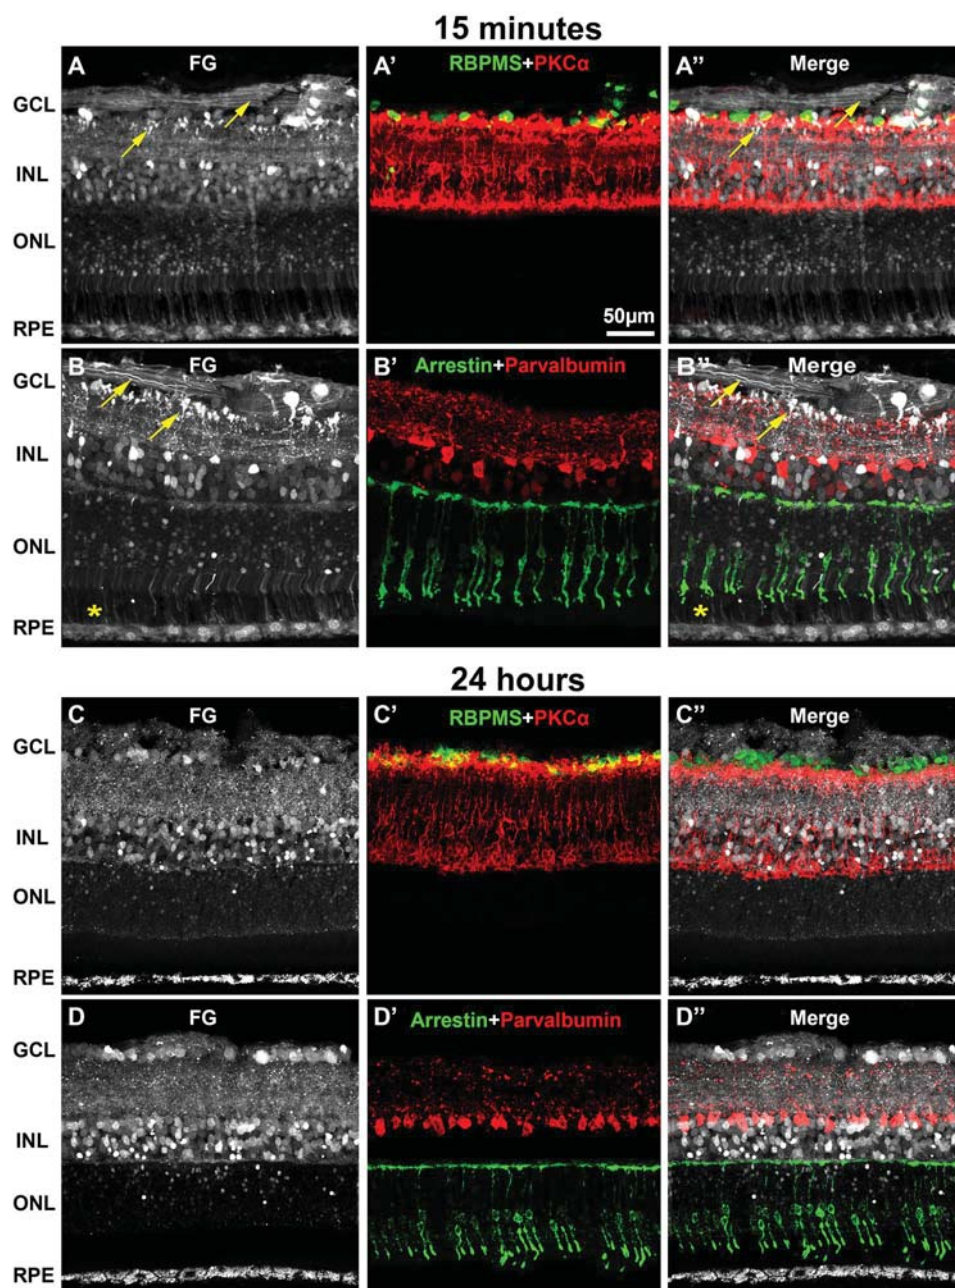 15 minutes
A FG A' RBPMS+PKCα A'' Merge
GCL
INL
ONL
RPE
50µm
B FG B' Arrestin+Parvalbumin B'' Merge
GCL
INL
ONL
*
*
RPE
24 hours
C FG C' RBPMS+PKCα C'' Merge
GCL
INL
ONL
RPE
D FG D' Arrestin+Parvalbumin D'' Merge
GCL
INL
ONL
RPE